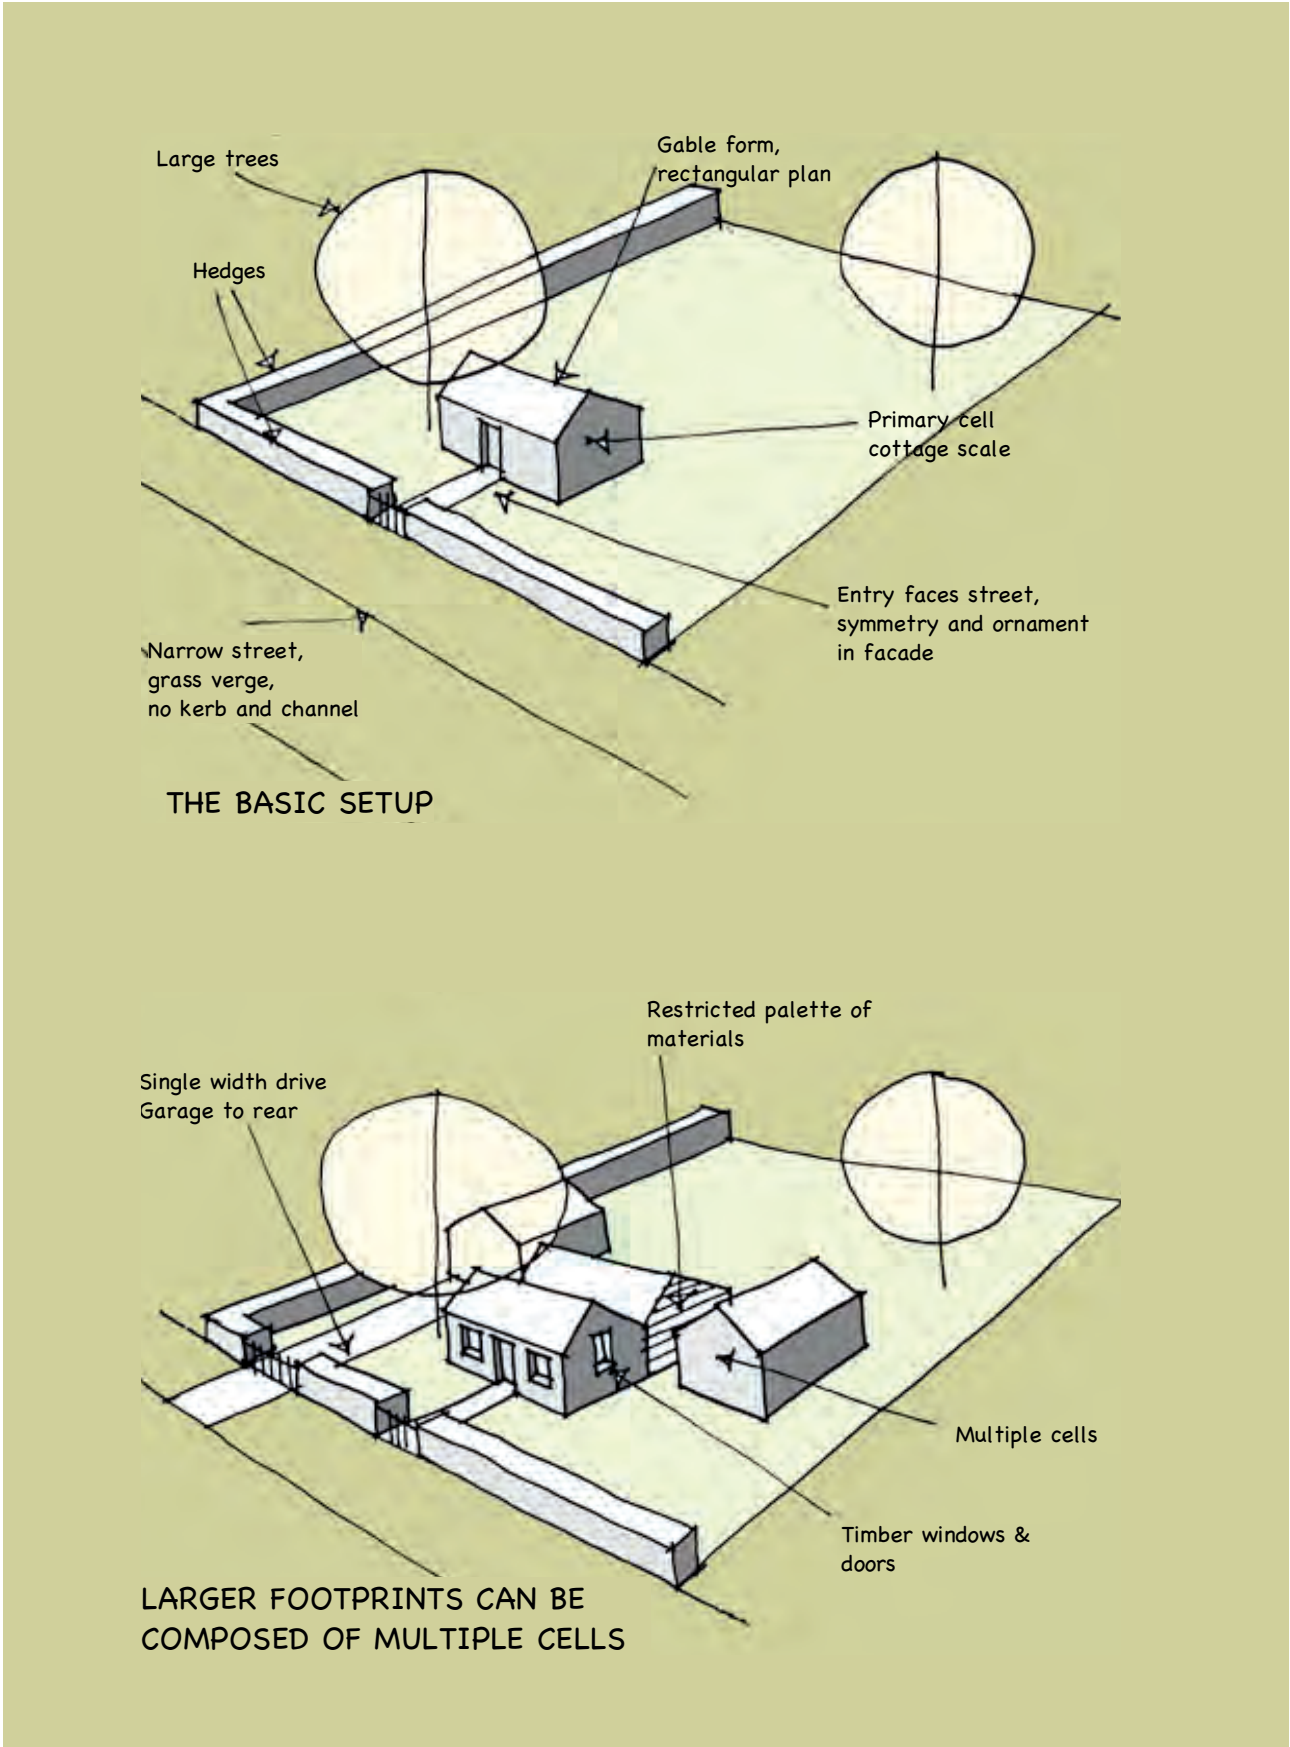 Large trees
Gable form,
rectangular plan
Hedges
Primary cell
cottage scale
Entry faces street,
symmetry and ornament
in facade
Narrow street,
grass verge,
no kerb and channel
THE BASIC SETUP
Restricted palette of
materials
Single width drive
Garage to rear
Multiple cells
Timber windows &
doors
LARGER FOOTPRINTS CAN BE
COMPOSED OF MULTIPLE CELLS